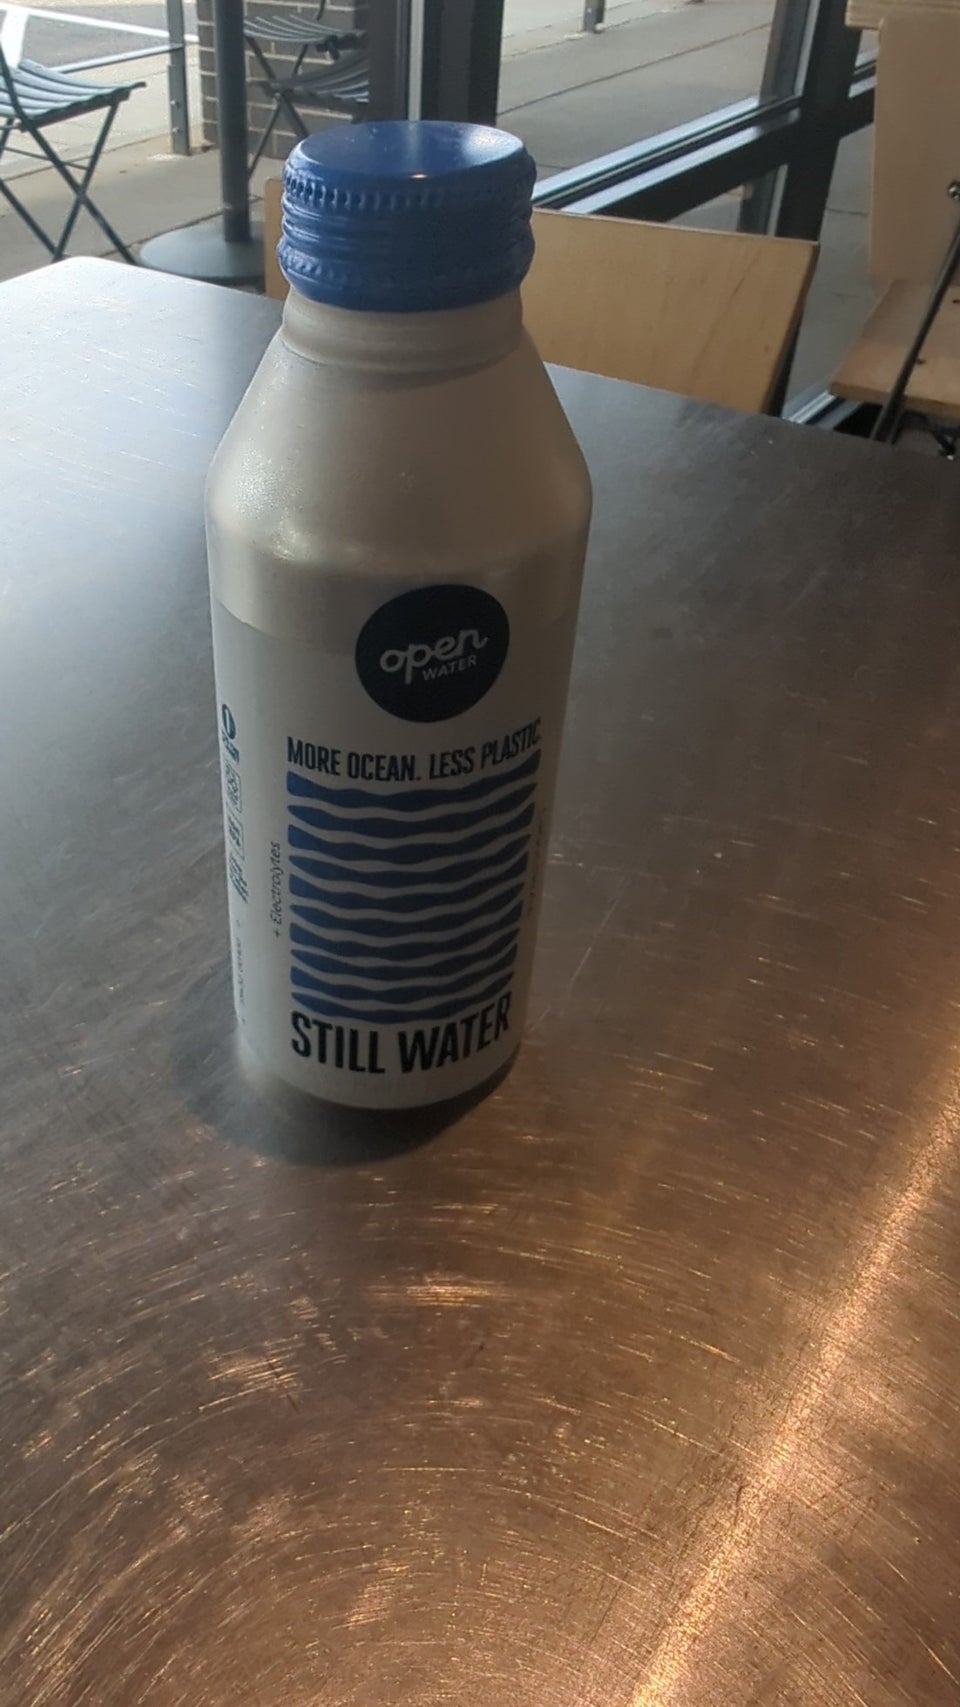 open
WATER
MORE OCEAN. LESS PLASTIC.
+ Electrolytes
STILL WATER